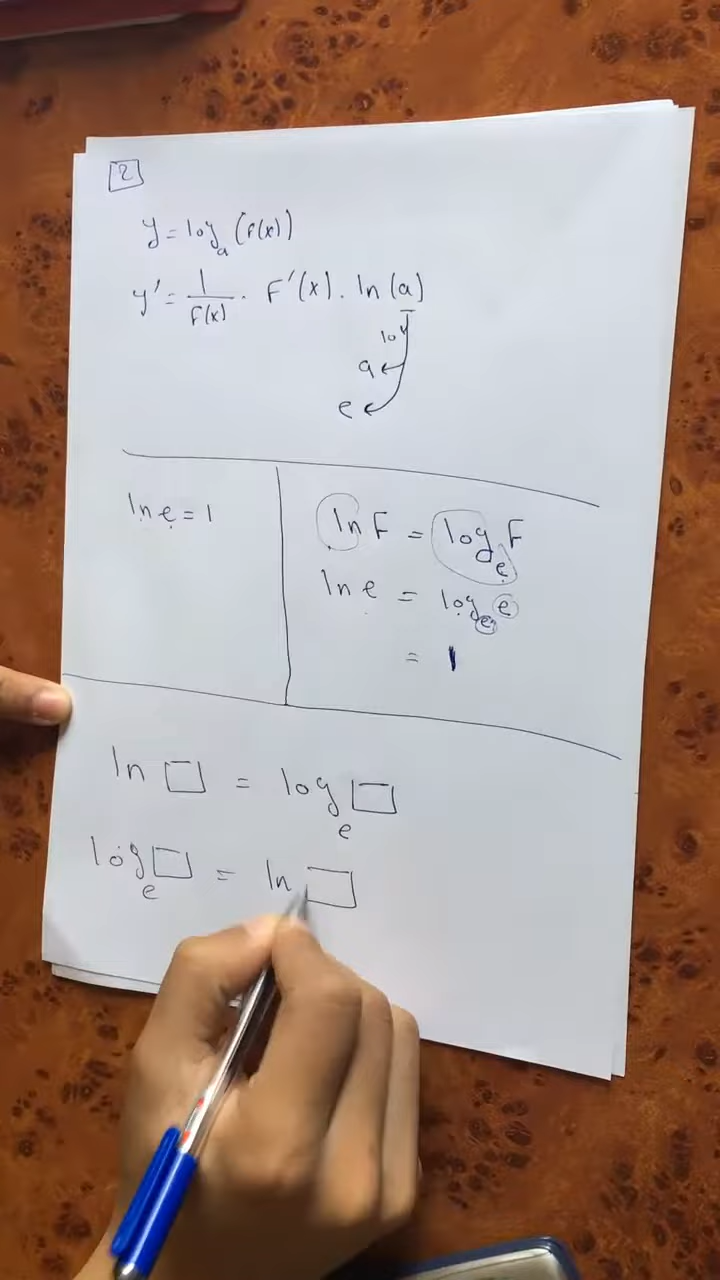 2
y = log_a (F(x))
y' = 1/F(x) · F'(x) · ln(a)
log
a
e
ln e = 1
ln F = log_e F
ln e = log_e e
= 1
ln □ = log_e □
log_e □ = ln □